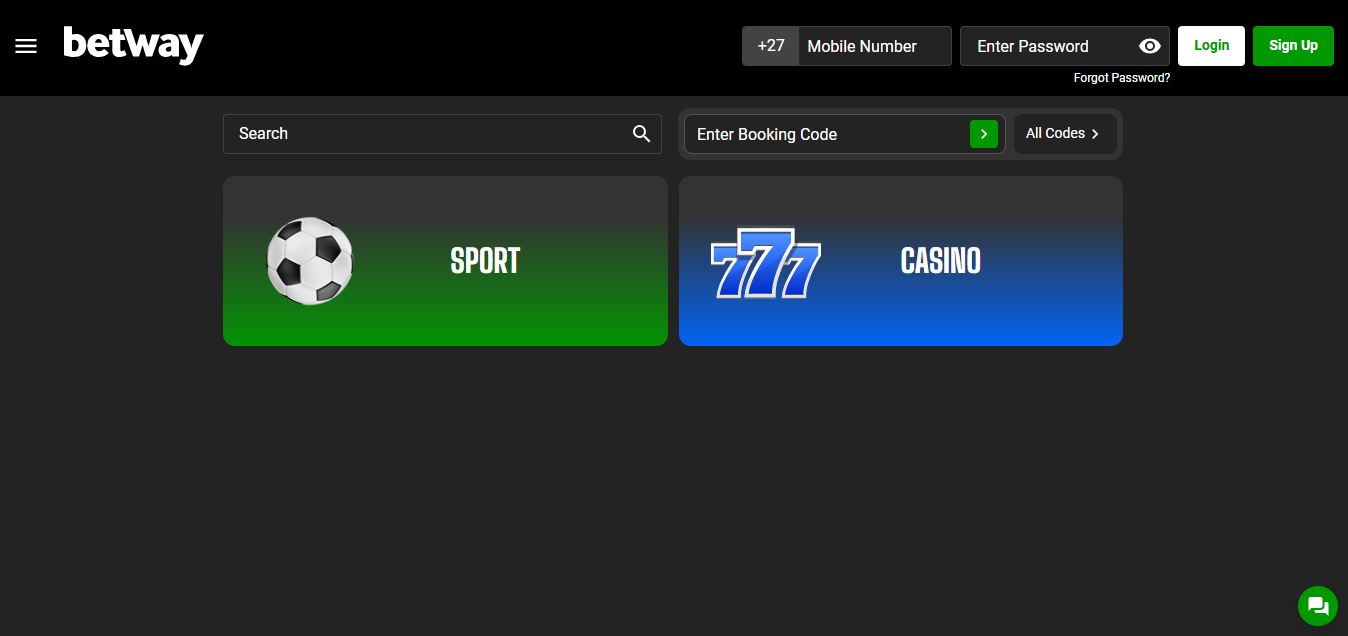 betway
+27 Mobile Number
Enter Password
Login
Sign Up
Forgot Password?
Search
Enter Booking Code
All Codes
SPORT
777
CASINO